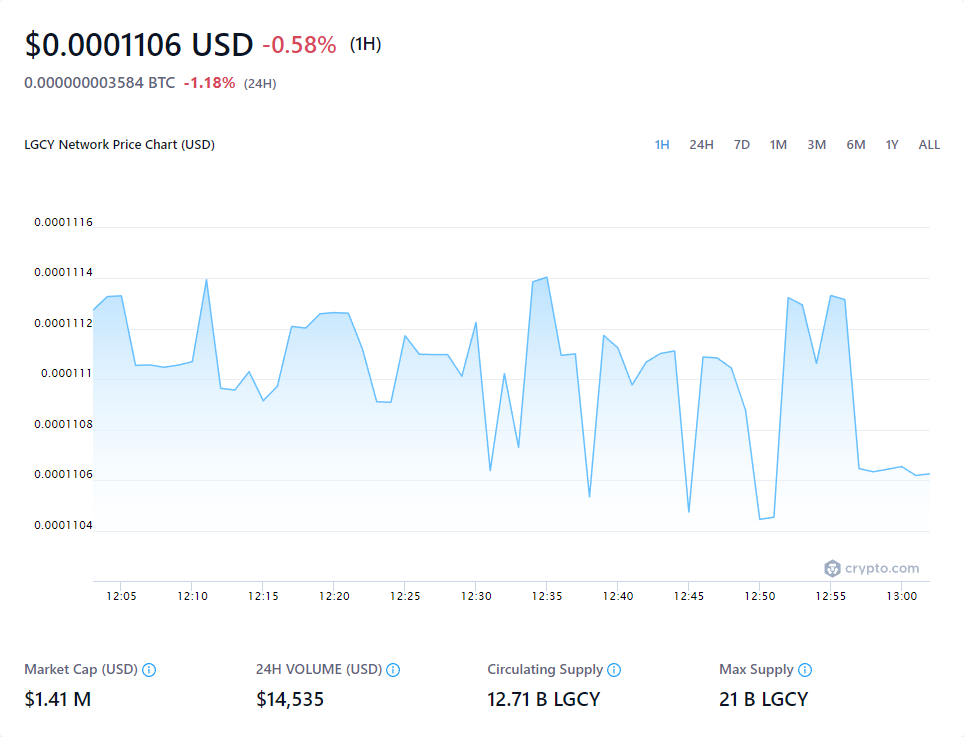 $0.0001106 USD -0.58% (1H)
0.000000003584 BTC -1.18% (24H)
LGCY Network Price Chart (USD) 1H 24H 7D 1M 3M 6M 1Y ALL
0.0001116
0.0001114
0.0001112
0.000111
0.0001108
0.0001106
0.0001104
crypto.com
12:05 12:10 12:15 12:20 12:25 12:30 12:35 12:40 12:45 12:50 12:55 13:00
Market Cap (USD) 24H VOLUME (USD) Circulating Supply Max Supply
$1.41 M $14,535 12.71 B LGCY 21 B LGCY